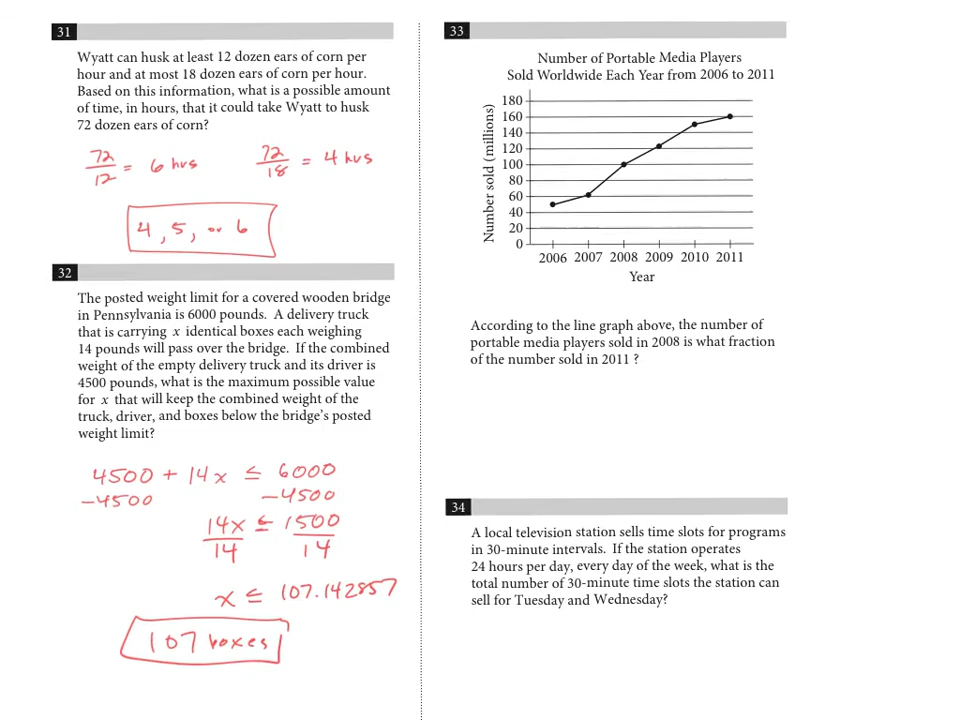 31
Wyatt can husk at least 12 dozen ears of corn per
hour and at most 18 dozen ears of corn per hour.
Based on this information, what is a possible amount
of time, in hours, that it could take Wyatt to husk
72 dozen ears of corn?
72/12 = 6 hrs
72/18 = 4 hrs
4, 5, or 6
32
The posted weight limit for a covered wooden bridge
in Pennsylvania is 6000 pounds. A delivery truck
that is carrying x identical boxes each weighing
14 pounds will pass over the bridge. If the combined
weight of the empty delivery truck and its driver is
4500 pounds, what is the maximum possible value
for x that will keep the combined weight of the
truck, driver, and boxes below the bridge's posted
weight limit?
4500 + 14x ≤ 6000
-4500 -4500
14x ≤ 1500
14 14
x ≤ 107.142857
107 boxes
33
Number of Portable Media Players
Sold Worldwide Each Year from 2006 to 2011
Number sold (millions)
180
160
140
120
100
80
60
40
20
0
2006 2007 2008 2009 2010 2011
Year
According to the line graph above, the number of
portable media players sold in 2008 is what fraction
of the number sold in 2011 ?
34
A local television station sells time slots for programs
in 30-minute intervals. If the station operates
24 hours per day, every day of the week, what is the
total number of 30-minute time slots the station can
sell for Tuesday and Wednesday?